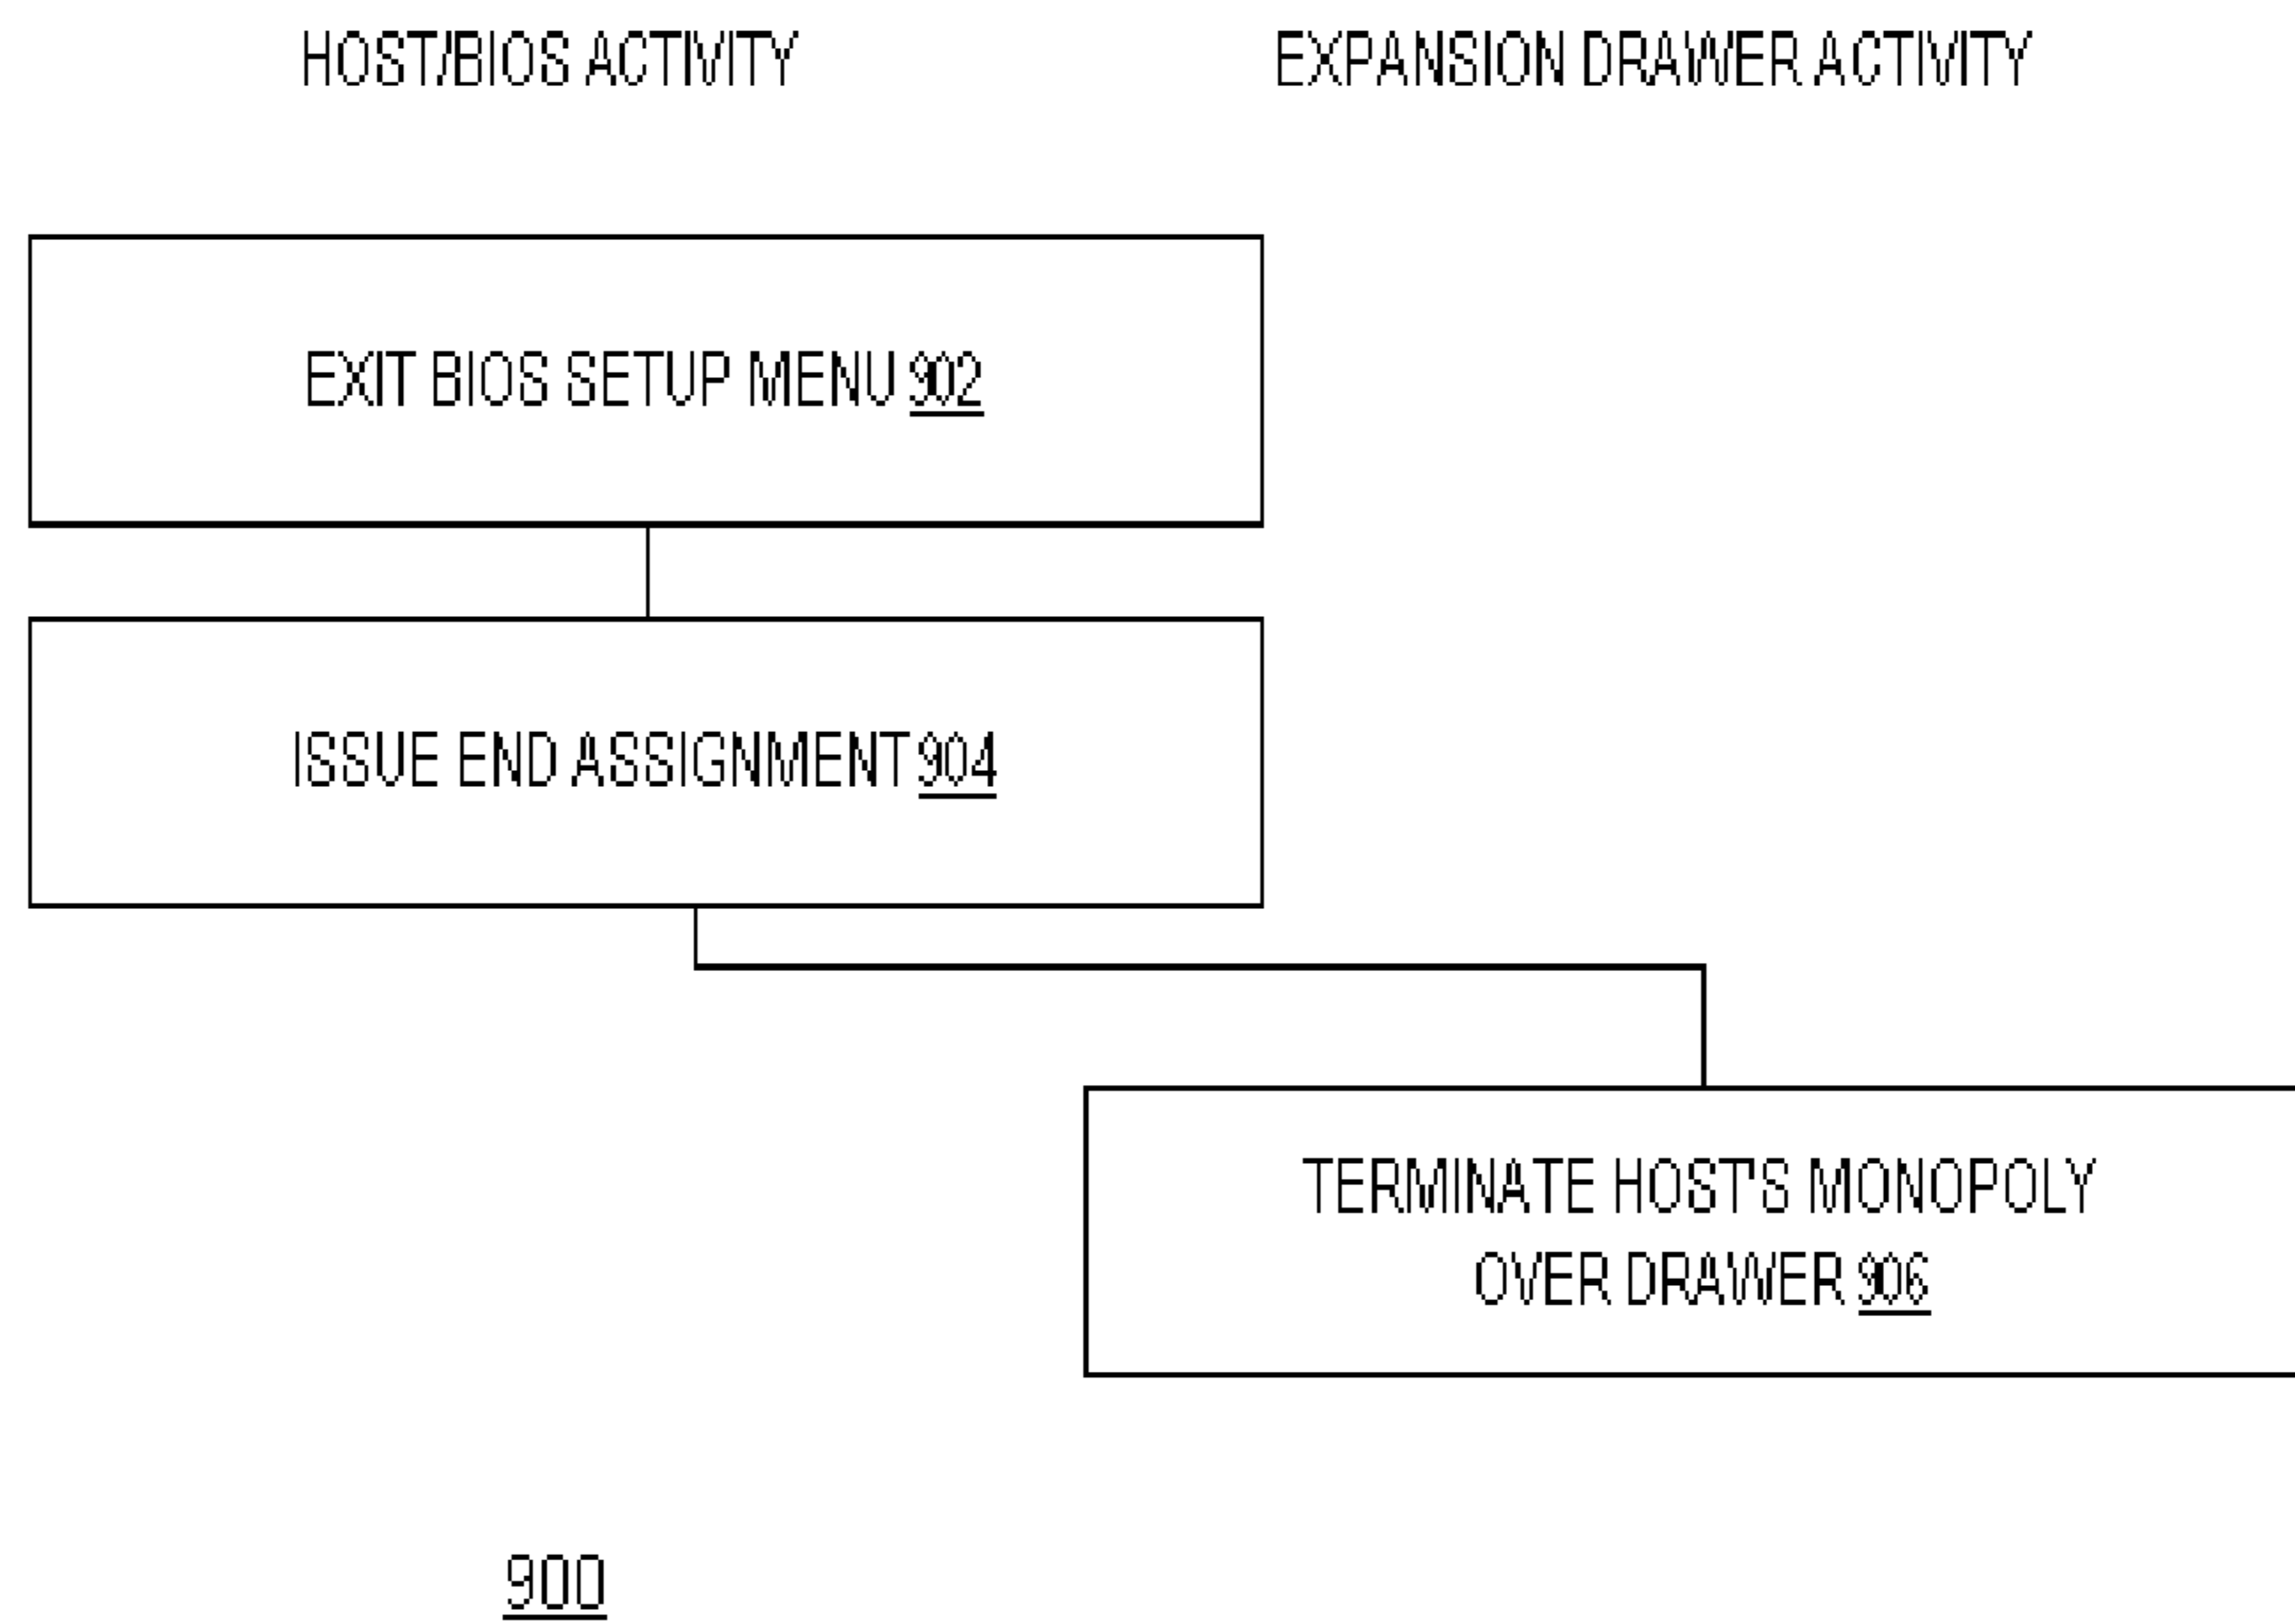 HOST/BIOS ACTIVITY
EXPANSION DRAWER ACTIVITY
EXIT BIOS SETUP MENU 902
ISSUE END ASSIGNMENT 904
TERMINATE HOST'S MONOPOLY
OVER DRAWER 906
900